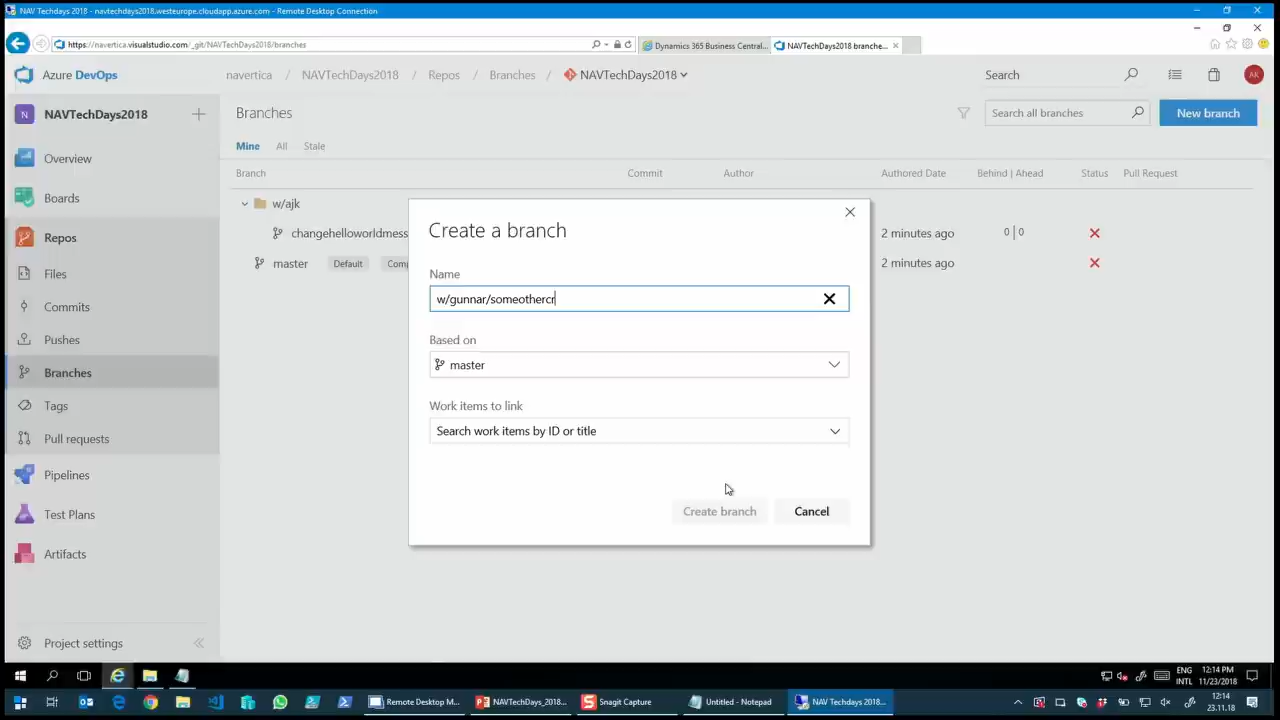 NAV Techdays 2018 - navtechdays2018.westeurope.cloudapp.azure.com - Remote Desktop Connection
https://navertica.visualstudio.com/_git/NAVTechDays2018/branches
Dynamics 365 Business Central...
NAVTechDays2018 branche...
Azure DevOps
navertica / NAVTechDays2018 / Repos / Branches / NAVTechDays2018
Search
AK
N
NAVTechDays2018
Branches
Search all branches
New branch
Mine
All
Stale
Overview
Branch
Commit
Author
Authored Date
Behind | Ahead
Status
Pull Request
Boards
w/ajk
Repos
changehelloworldmess
2 minutes ago
0 | 0
master
Default
Comp
2 minutes ago
Files
Commits
Pushes
Branches
Tags
Pull requests
Pipelines
Test Plans
Artifacts
Project settings
Create a branch
Name
w/gunnar/someothercr
Based on
master
Work items to link
Search work items by ID or title
Create branch
Cancel
ENG
INTL
12:14 PM
11/23/2018
Remote Desktop M...
NAVTechDays_2018...
Snagit Capture
Untitled - Notepad
NAV Techdays 2018...
12:14
23.11.18